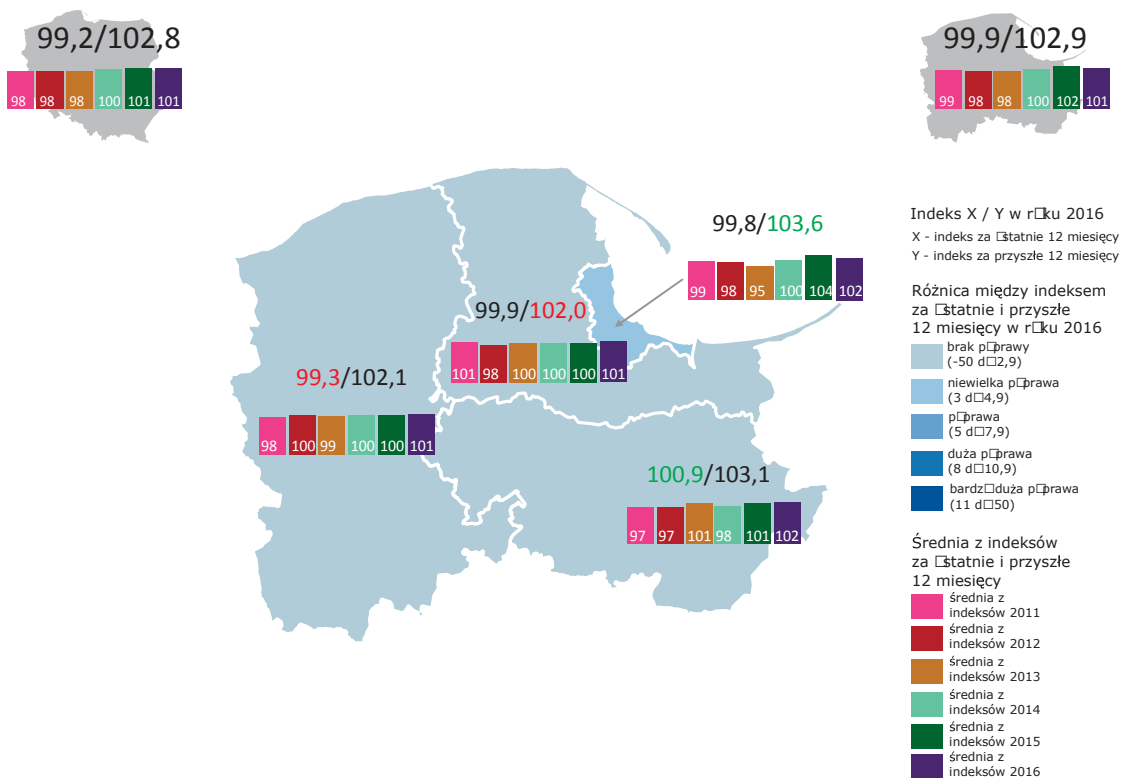 99,2/102,8
98 98 98 100 101 101
99,9/102,9
99 98 98 100 102 101
99,8/103,6
99 98 95 100 104 102
99,9/102,0
101 98 100 100 100 101
99,3/102,1
98 100 99 100 100 101
100,9/103,1
97 97 101 98 101 102
Indeks X / Y w r□ku 2016
X - indeks za □statnie 12 miesięcy
Y - indeks za przyszłe 12 miesięcy
Różnica między indeksem
za □statnie i przyszłe
12 miesięcy w r□ku 2016
brak p□prawy
(-50 d□2,9)
niewielka p□prawa
(3 d□4,9)
p□prawa
(5 d□7,9)
duża p□prawa
(8 d□10,9)
bardz□duża p□prawa
(11 d□50)
Średnia z indeksów
za □statnie i przyszłe
12 miesięcy
średnia z
indeksów 2011
średnia z
indeksów 2012
średnia z
indeksów 2013
średnia z
indeksów 2014
średnia z
indeksów 2015
średnia z
indeksów 2016